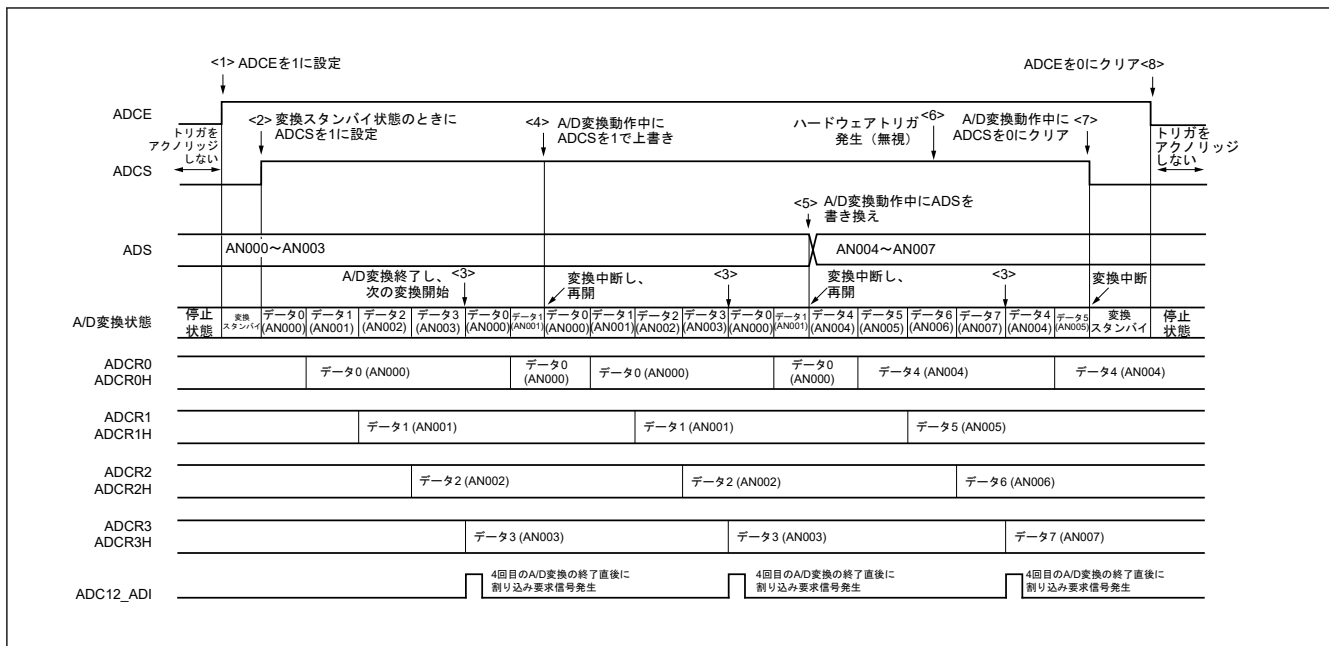 <1> ADCEを1に設定
ADCEを0にクリア<8>
ADCE
トリガを
アクノリッジ
しない
<2> 変換スタンバイ状態のときに
ADCSを1に設定
<4> A/D変換動作中に
ADCSを1で上書き
ハードウェアトリガ <6>
発生（無視）
A/D変換動作中に <7>
ADCSを0にクリア
トリガを
アクノリッジ
しない
ADCS
<5> A/D変換動作中にADSを
書き換え
ADS
AN000～AN003
AN004～AN007
A/D変換終了し、 <3>
次の変換開始
変換中断し、
再開
<3>
変換中断し、
再開
<3>
変換中断
A/D変換状態
停止
状態
変換
スタンバイ
データ0
(AN000)
データ1
(AN001)
データ2
(AN002)
データ3
(AN003)
データ0
(AN000)
データ1
(AN001)
データ0
(AN000)
データ1
(AN001)
データ2
(AN002)
データ3
(AN003)
データ0
(AN000)
データ1
(AN001)
データ4
(AN004)
データ5
(AN005)
データ6
(AN006)
データ7
(AN007)
データ4
(AN004)
データ5
(AN005)
変換
スタンバイ
停止
状態
ADCR0
ADCR0H
データ0 (AN000)
データ0
(AN000)
データ0 (AN000)
データ0
(AN000)
データ4 (AN004)
データ4 (AN004)
ADCR1
ADCR1H
データ1 (AN001)
データ1 (AN001)
データ5 (AN005)
ADCR2
ADCR2H
データ2 (AN002)
データ2 (AN002)
データ6 (AN006)
ADCR3
ADCR3H
データ3 (AN003)
データ3 (AN003)
データ7 (AN007)
ADC12_ADI
4回目のA/D変換の終了直後に
割り込み要求信号発生
4回目のA/D変換の終了直後に
割り込み要求信号発生
4回目のA/D変換の終了直後に
割り込み要求信号発生